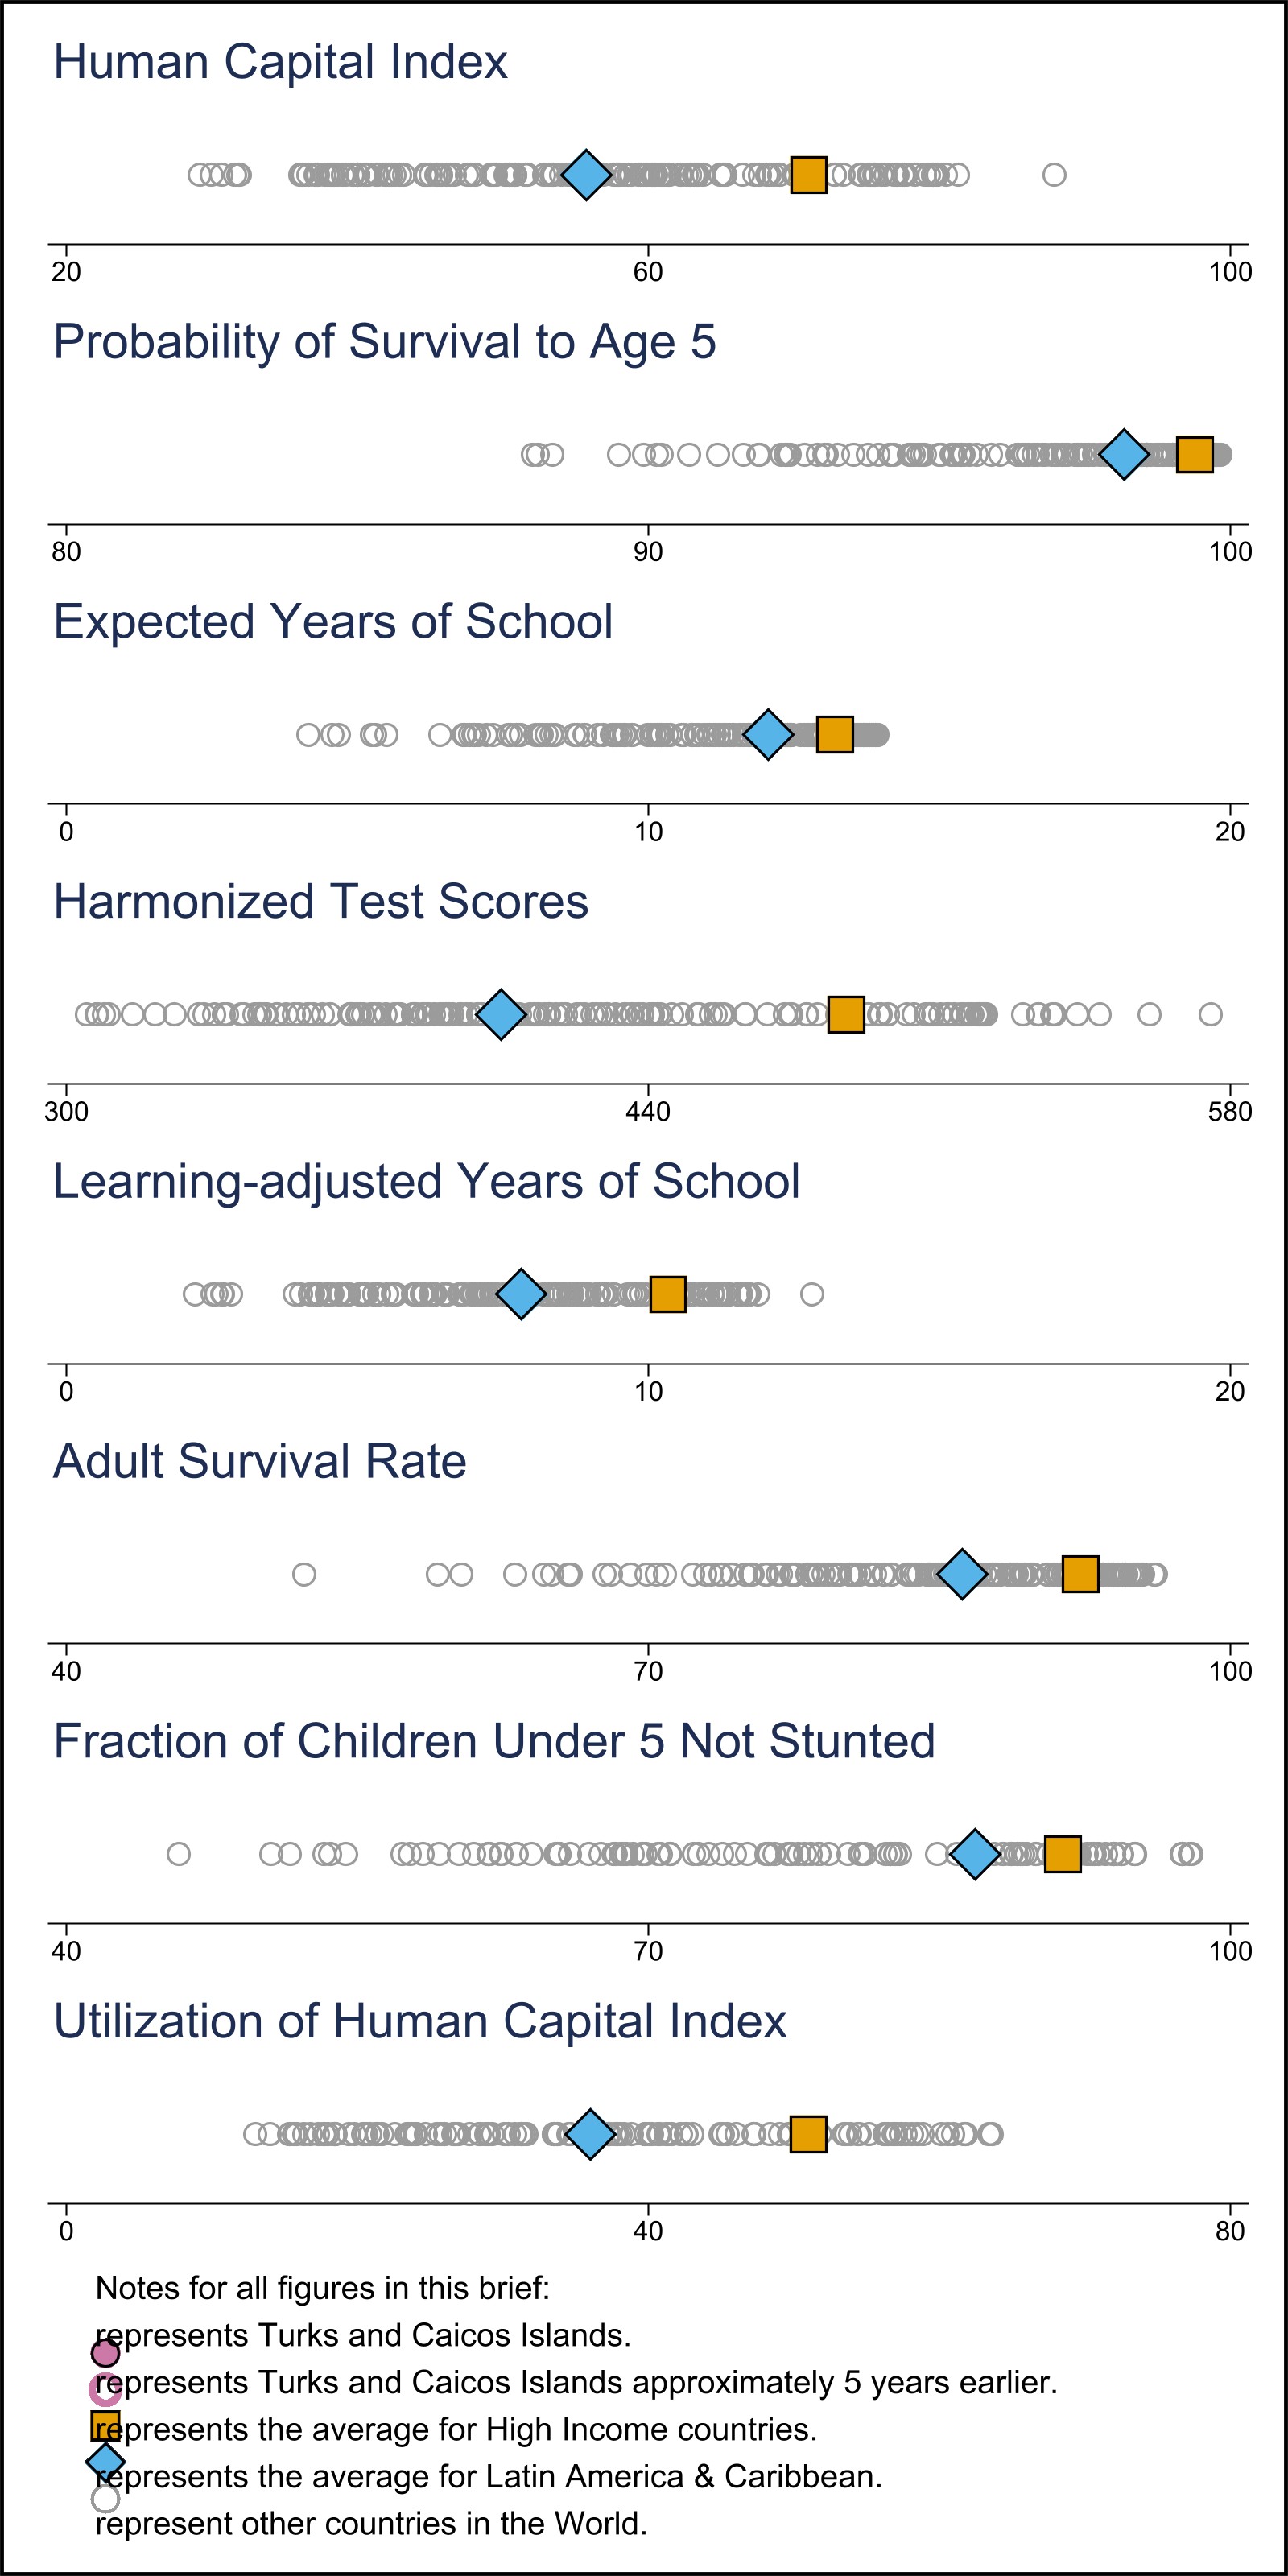 Human Capital Index
20 60 100
Probability of Survival to Age 5
80 90 100
Expected Years of School
0 10 20
Harmonized Test Scores
300 440 580
Learning-adjusted Years of School
0 10 20
Adult Survival Rate
40 70 100
Fraction of Children Under 5 Not Stunted
40 70 100
Utilization of Human Capital Index
0 40 80
Notes for all figures in this brief:
represents Turks and Caicos Islands.
represents Turks and Caicos Islands approximately 5 years earlier.
represents the average for High Income countries.
represents the average for Latin America & Caribbean.
represent other countries in the World.